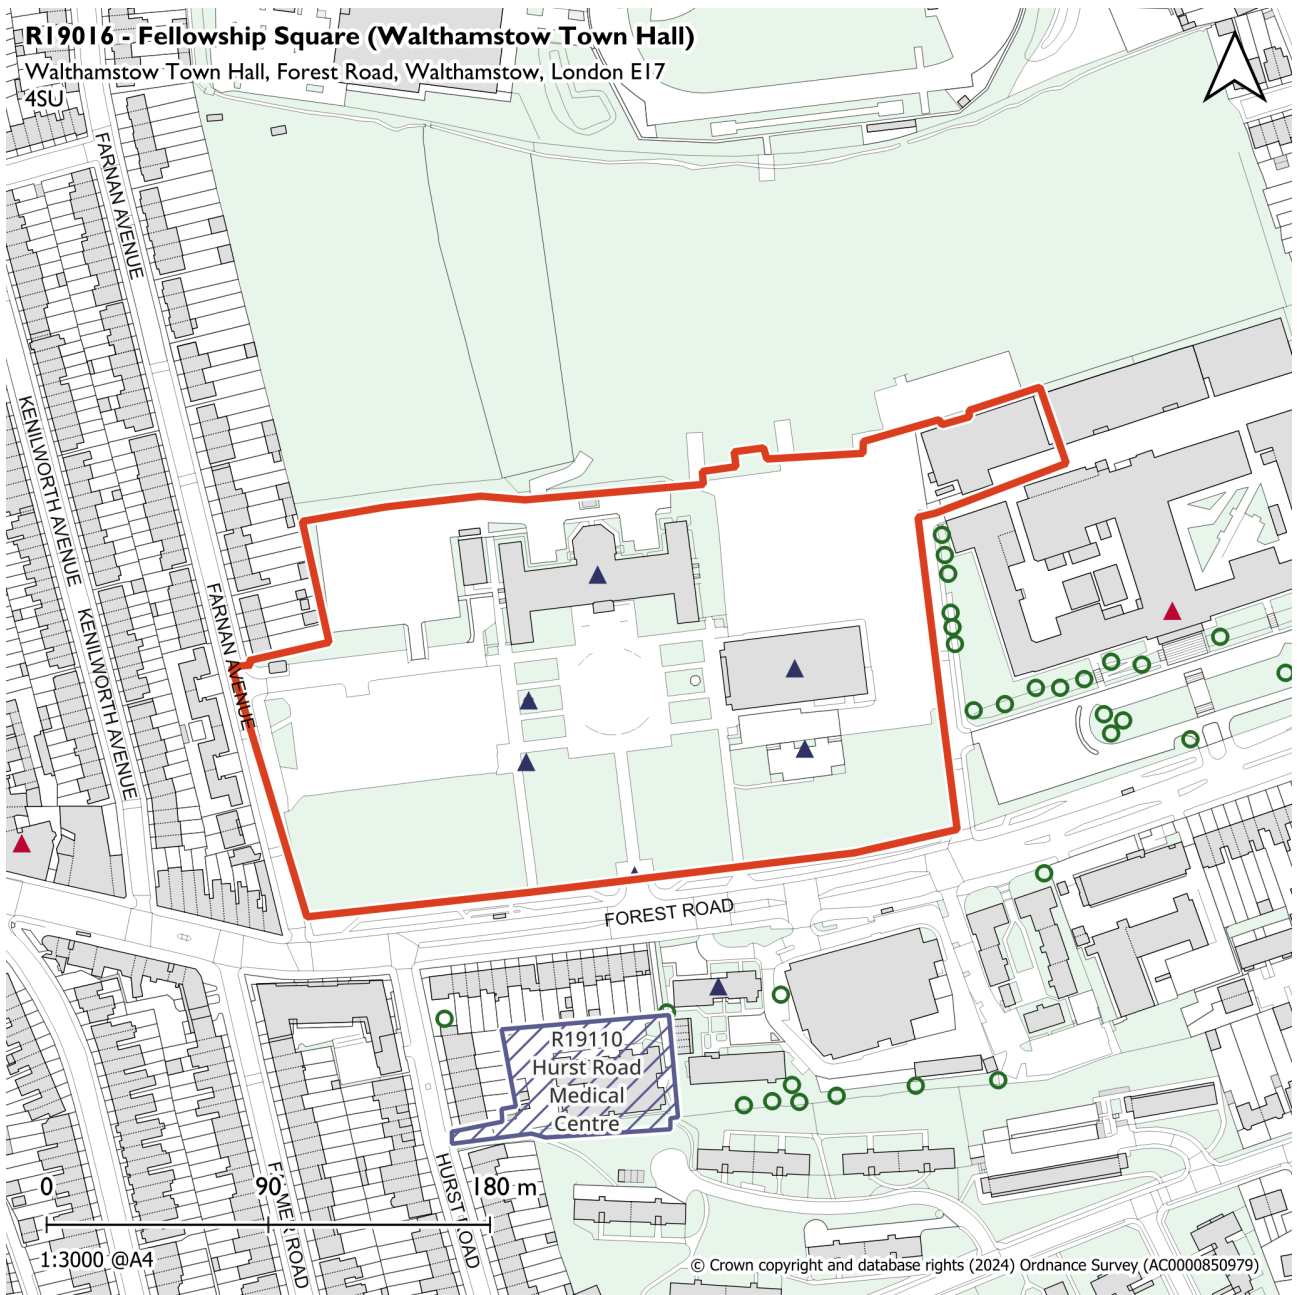 R19016 - Fellowship Square (Walthamstow Town Hall)
Walthamstow Town Hall, Forest Road, Walthamstow, London E17
4SU
FARNAN AVENUE
KENILWORTH AVENUE
KENILWORTH AVENUE
FARNAN AVENUE
FOREST ROAD
R19110
Hurst Road
Medical
Centre
HURST ROAD
FARMER ROAD
0 90 180 m
1:3000 @A4
© Crown copyright and database rights (2024) Ordnance Survey (AC0000850979)